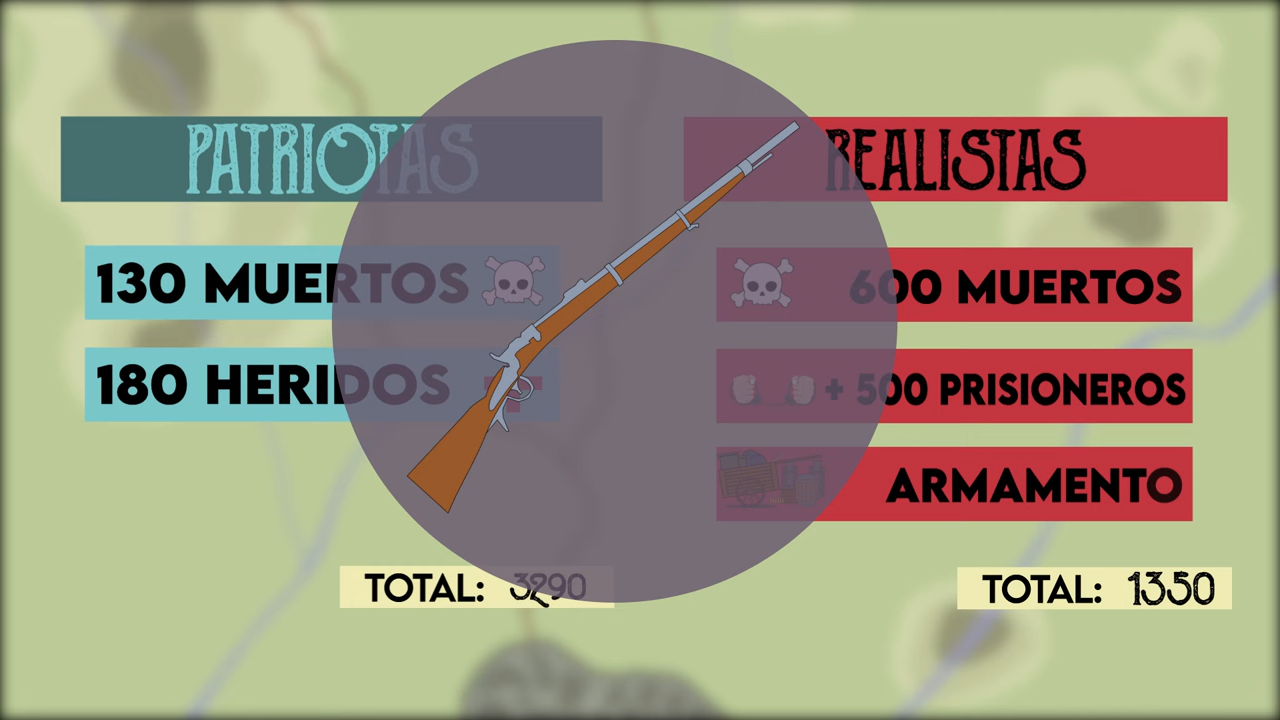 PATRIOTAS
130 MUERTOS
180 HERIDOS
TOTAL: 3290
REALISTAS
600 MUERTOS
+ 500 PRISIONEROS
ARMAMENTO
TOTAL: 1350